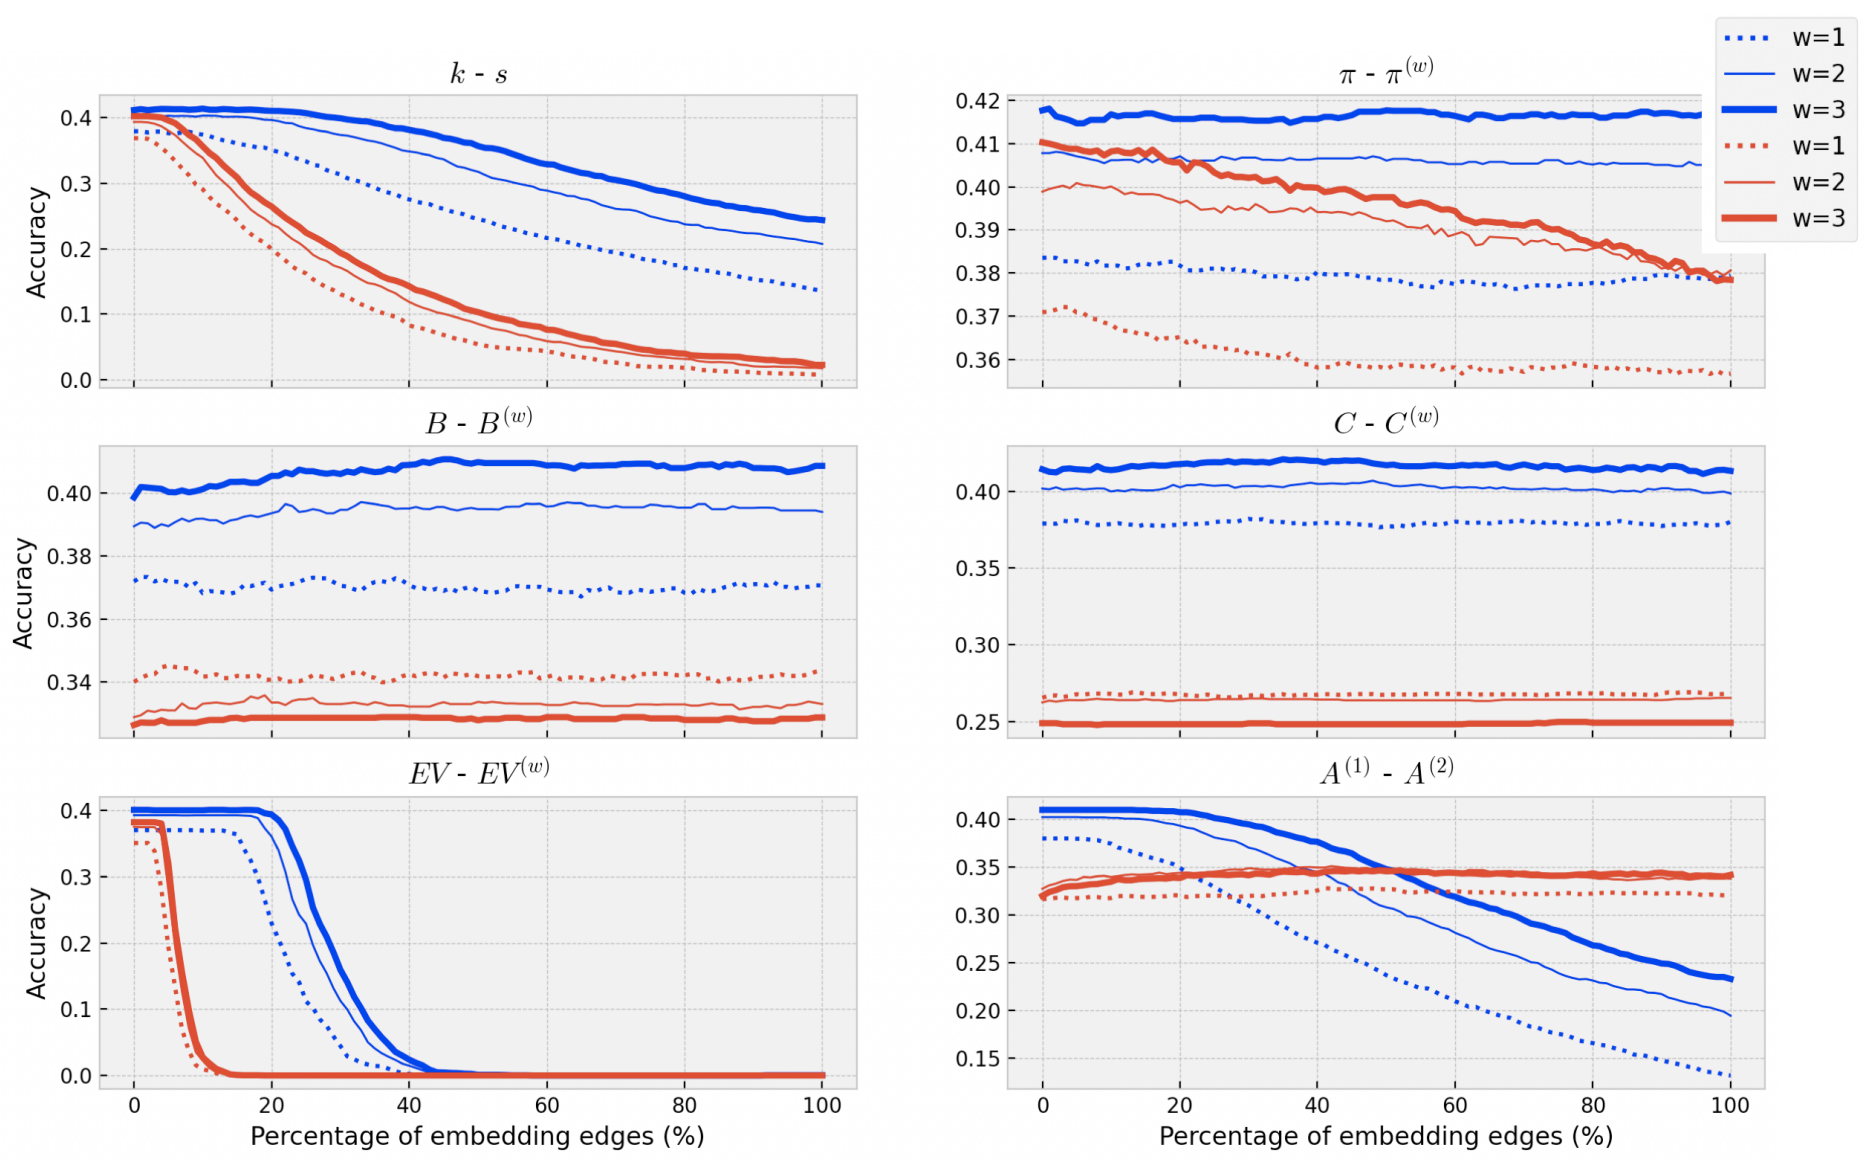 w=1
w=2
w=3
w=1
w=2
w=3
k - s
0.4
0.3
0.2
0.1
0.0
Accuracy
π - π^(w)
0.42
0.41
0.40
0.39
0.38
0.37
0.36
B - B^(w)
0.40
0.38
0.36
0.34
Accuracy
C - C^(w)
0.40
0.35
0.30
0.25
EV - EV^(w)
0.4
0.3
0.2
0.1
0.0
Accuracy
0 20 40 60 80 100
Percentage of embedding edges (%)
A^(1) - A^(2)
0.40
0.35
0.30
0.25
0.20
0.15
0 20 40 60 80 100
Percentage of embedding edges (%)